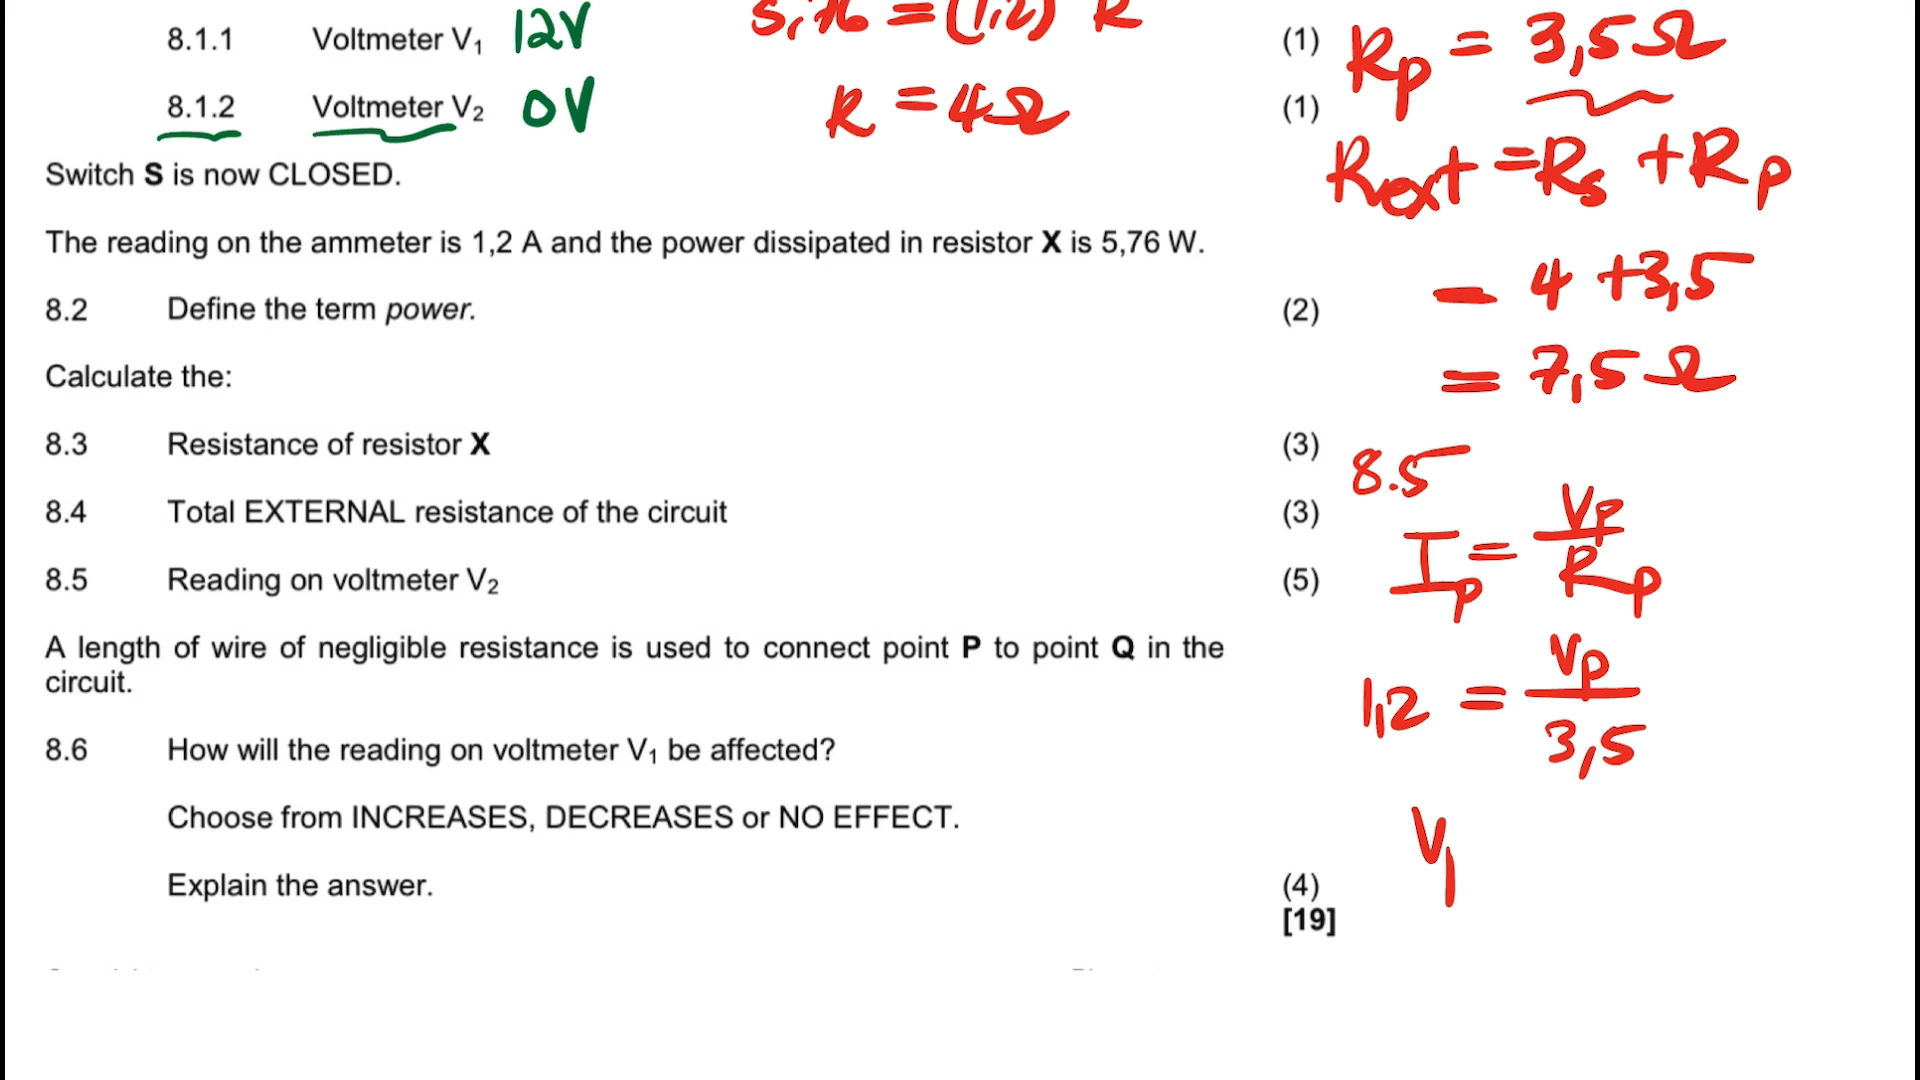 8.1.1 Voltmeter V₁ 12V (1)
5,76 = (1,2) R
Rp = 3,5Ω
8.1.2 Voltmeter V₂ 0V (1)
R = 4Ω
Rext = Rs + Rp
Switch S is now CLOSED.
The reading on the ammeter is 1,2 A and the power dissipated in resistor X is 5,76 W.
= 4 + 3,5
8.2 Define the term power. (2)
= 7,5Ω
Calculate the:
8.3 Resistance of resistor X (3)
8.5
8.4 Total EXTERNAL resistance of the circuit (3)
Ip = Vp / Rp
8.5 Reading on voltmeter V₂ (5)
A length of wire of negligible resistance is used to connect point P to point Q in the
circuit.
1,2 = Vp / 3,5
8.6 How will the reading on voltmeter V₁ be affected?
Choose from INCREASES, DECREASES or NO EFFECT.
V₁
Explain the answer. (4)
[19]